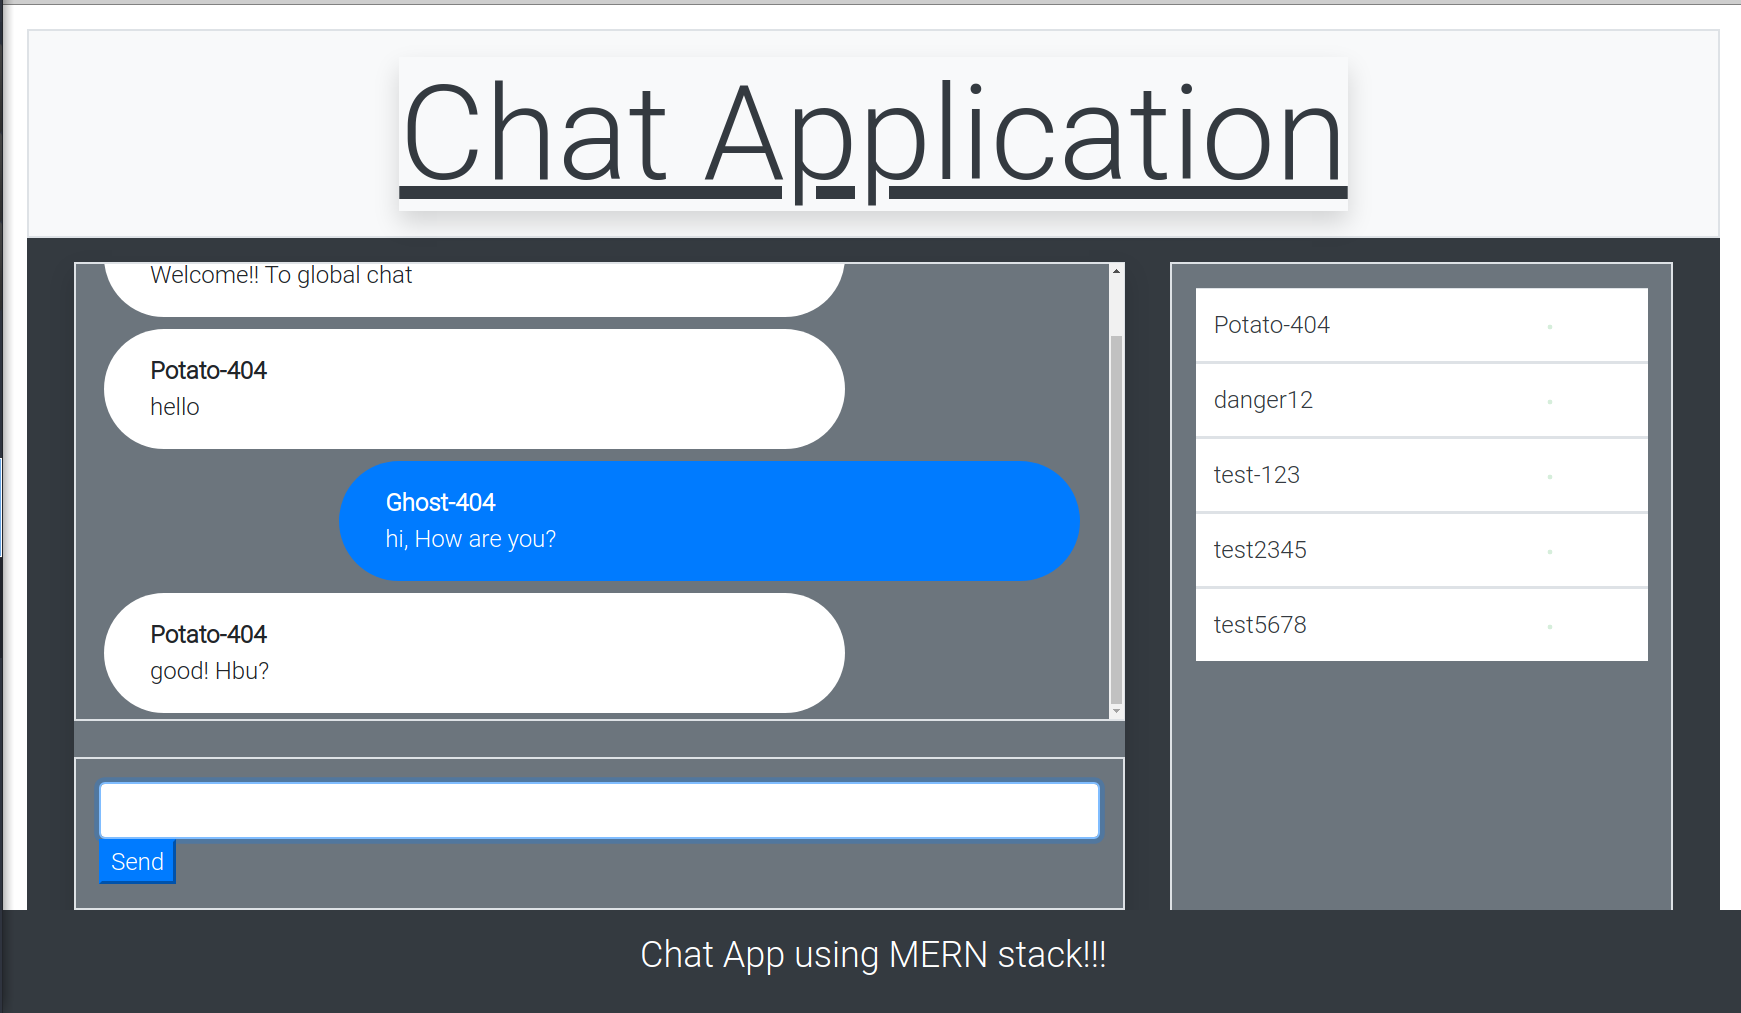 Chat Application
Welcome!! To global chat
Potato-404
hello
Ghost-404
hi, How are you?
Potato-404
good! Hbu?
Send
Potato-404
danger12
test-123
test2345
test5678
Chat App using MERN stack!!!